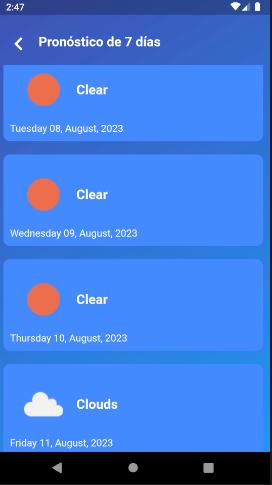 2:47
Pronóstico de 7 días
Clear
Tuesday 08, August, 2023
Clear
Wednesday 09, August, 2023
Clear
Thursday 10, August, 2023
Clouds
Friday 11, August, 2023